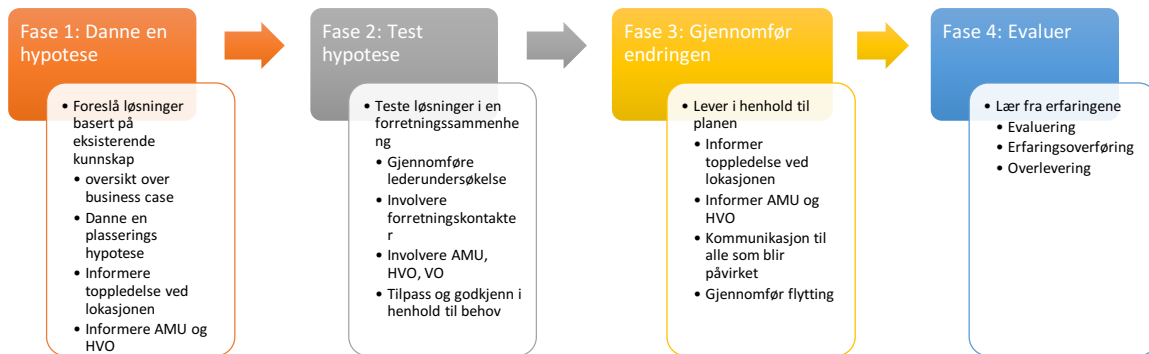 Fase 1: Danne en
hypotese
• Foreslå løsninger
basert på
eksisterende
kunnskap
• oversikt over
business case
• Danne en
plasserings
hypotese
• Informere
toppledelse ved
lokasjonen
• Informere AMU og
HVO
Fase 2: Test
hypotese
• Teste løsninger i en
forretningssammenhe
ng
• Gjennomføre
lederundersøkelse
• Involvere
forretningskontakte
r
• Involvere AMU,
HVO, VO
• Tilpass og godkjenn i
henhold til behov
Fase 3: Gjennomfør
endringen
• Lever i henhold til
planen
• Informer
toppledelse ved
lokasjonen
• Informer AMU og
HVO
• Kommunikasjon til
alle som blir
påvirket
• Gjennomfør flytting
Fase 4: Evaluer
• Lær fra erfaringene
• Evaluering
• Erfaringsoverføring
• Overlevering